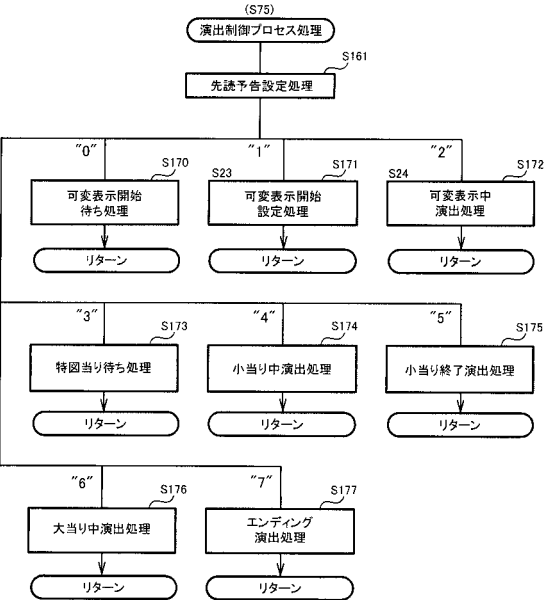 (S75)
演出制御プロセス処理
S161
先読予告設定処理
"0"
S170
"1"
S171
"2"
S172
S23
S24
可変表示開始
待ち処理
可変表示開始
設定処理
可変表示中
演出処理
リターン
リターン
リターン
"3"
S173
"4"
S174
"5"
S175
特図当り待ち処理
小当り中演出処理
小当り終了演出処理
リターン
リターン
リターン
"6"
S176
"7"
S177
大当り中演出処理
エンディング
演出処理
リターン
リターン